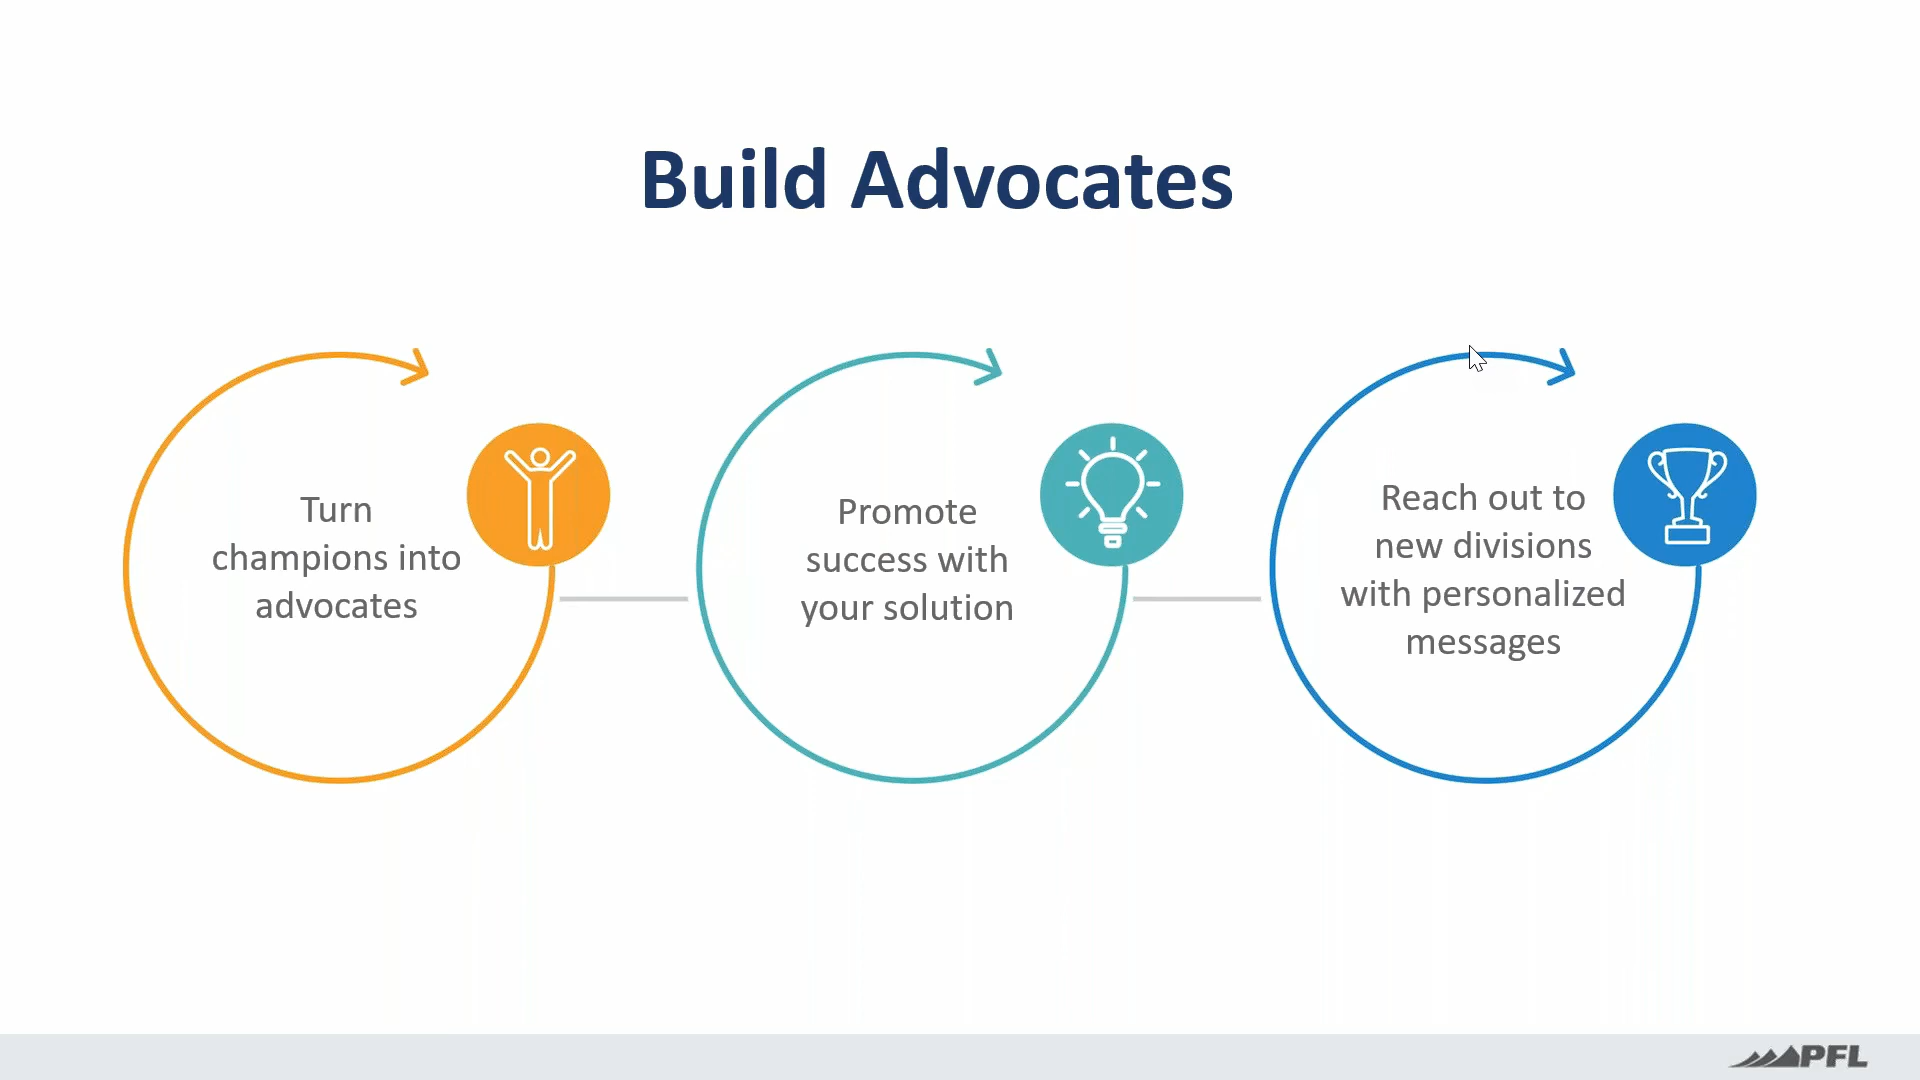 Build Advocates
Turn
champions into
advocates
Promote
success with
your solution
Reach out to
new divisions
with personalized
messages
PFL